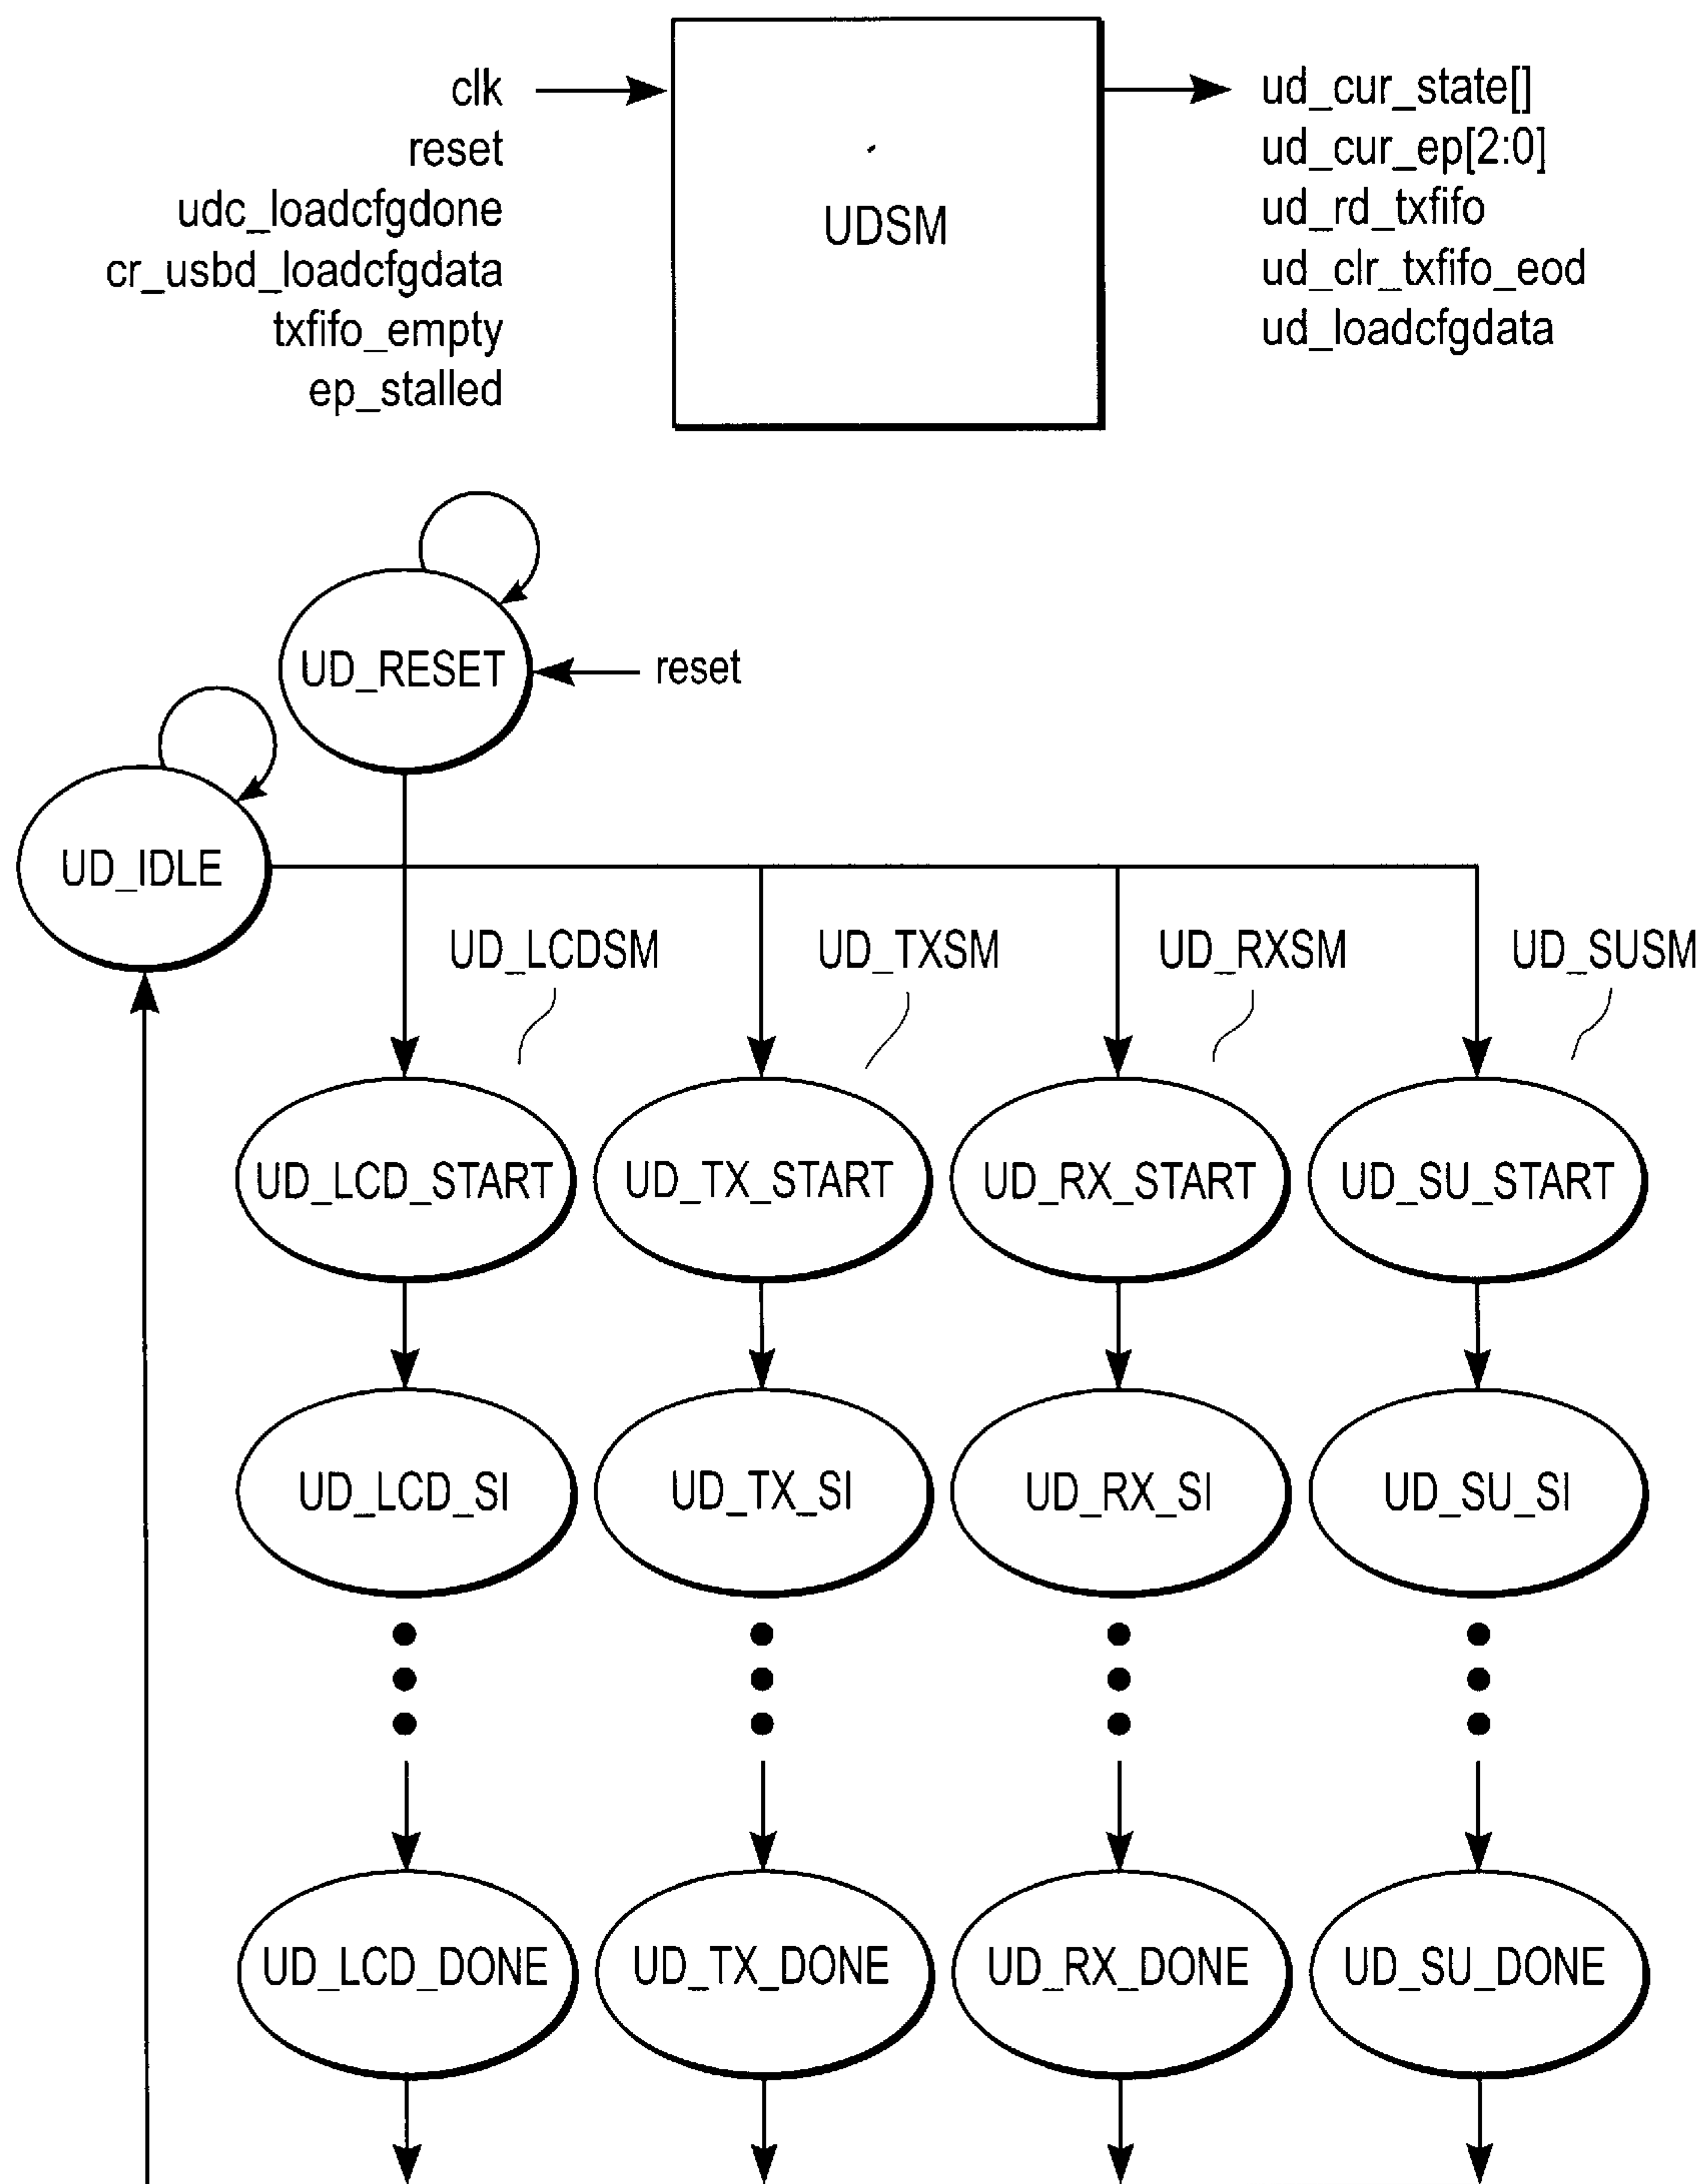 clk
reset
udc_loadcfgdone
cr_usbd_loadcfgdata
txfifo_empty
ep_stalled
UDSM
ud_cur_state[]
ud_cur_ep[2:0]
ud_rd_txfifo
ud_clr_txfifo_eod
ud_loadcfgdata
UD_RESET
reset
UD_IDLE
UD_LCDSM
UD_TXSM
UD_RXSM
UD_SUSM
UD_LCD_START
UD_TX_START
UD_RX_START
UD_SU_START
UD_LCD_SI
UD_TX_SI
UD_RX_SI
UD_SU_SI
UD_LCD_DONE
UD_TX_DONE
UD_RX_DONE
UD_SU_DONE